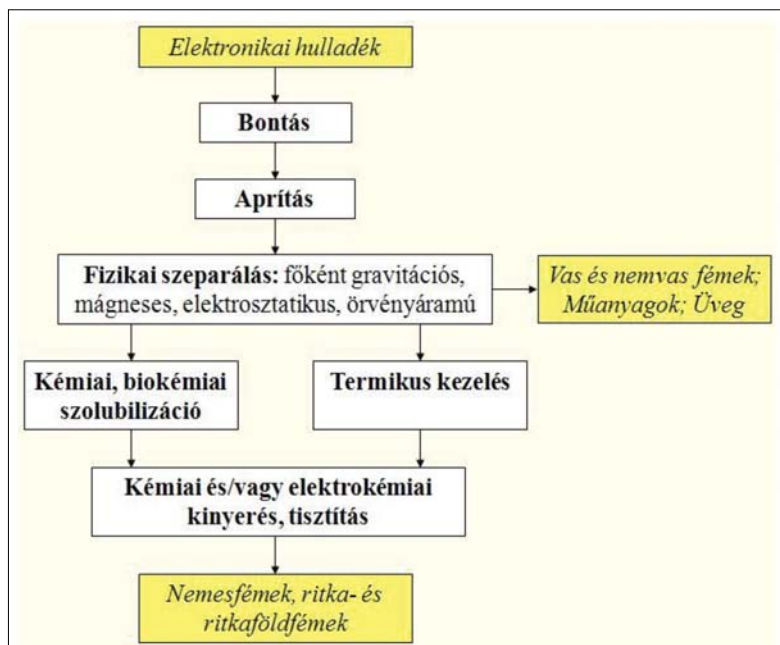 Elektronikai hulladék
Bontás
Aprítás
Fizikai szeparálás: főként gravitációs,
mágneses, elektrosztatikus, örvényáramú
Vas és nemvas fémek;
Műanyagok; Üveg
Kémiai, biokémiai
szolubilizáció
Termikus kezelés
Kémiai és/vagy elektrokémiai
kinyerés, tisztítás
Nemesfémek, ritka- és
ritkaföldfémek